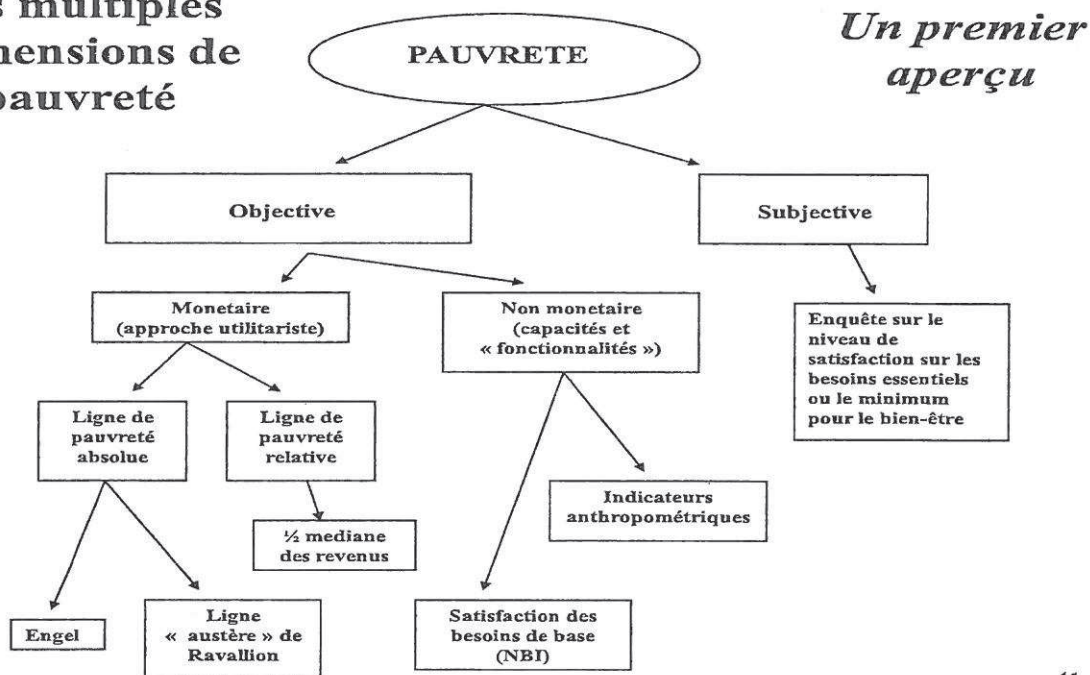 s multiples
mensions de
pauvreté
Un premier
aperçu
PAUVRETE
Objective
Subjective
Monetaire
(approche utilitariste)
Non monetaire
(capacités et
« fonctionnalités »)
Enquête sur le
niveau de
satisfaction sur les
besoins essentiels
ou le minimum
pour le bien-être
Ligne de
pauvreté
absolue
Ligne de
pauvreté
relative
Indicateurs
anthropométriques
½ mediane
des revenus
Engel
Ligne
« austère » de
Ravallion
Satisfaction des
besoins de base
(NBI)